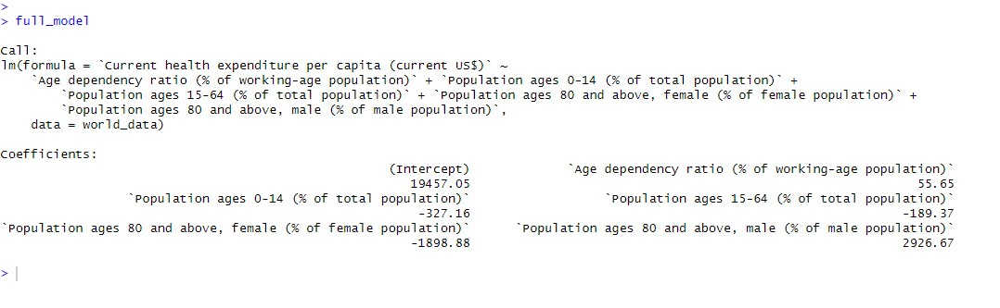 >
> full_model
Call:
lm(formula = `Current health expenditure per capita (current US$)` ~
`Age dependency ratio (% of working-age population)` + `Population ages 0-14 (% of total population)` +
`Population ages 15-64 (% of total population)` + `Population ages 80 and above, female (% of female population)` +
`Population ages 80 and above, male (% of male population)`,
data = world_data)
Coefficients:
(Intercept) `Age dependency ratio (% of working-age population)`
19457.05 55.65
`Population ages 0-14 (% of total population)` `Population ages 15-64 (% of total population)`
-327.16 -189.37
`Population ages 80 and above, female (% of female population)` `Population ages 80 and above, male (% of male population)`
-1898.88 2926.67
>